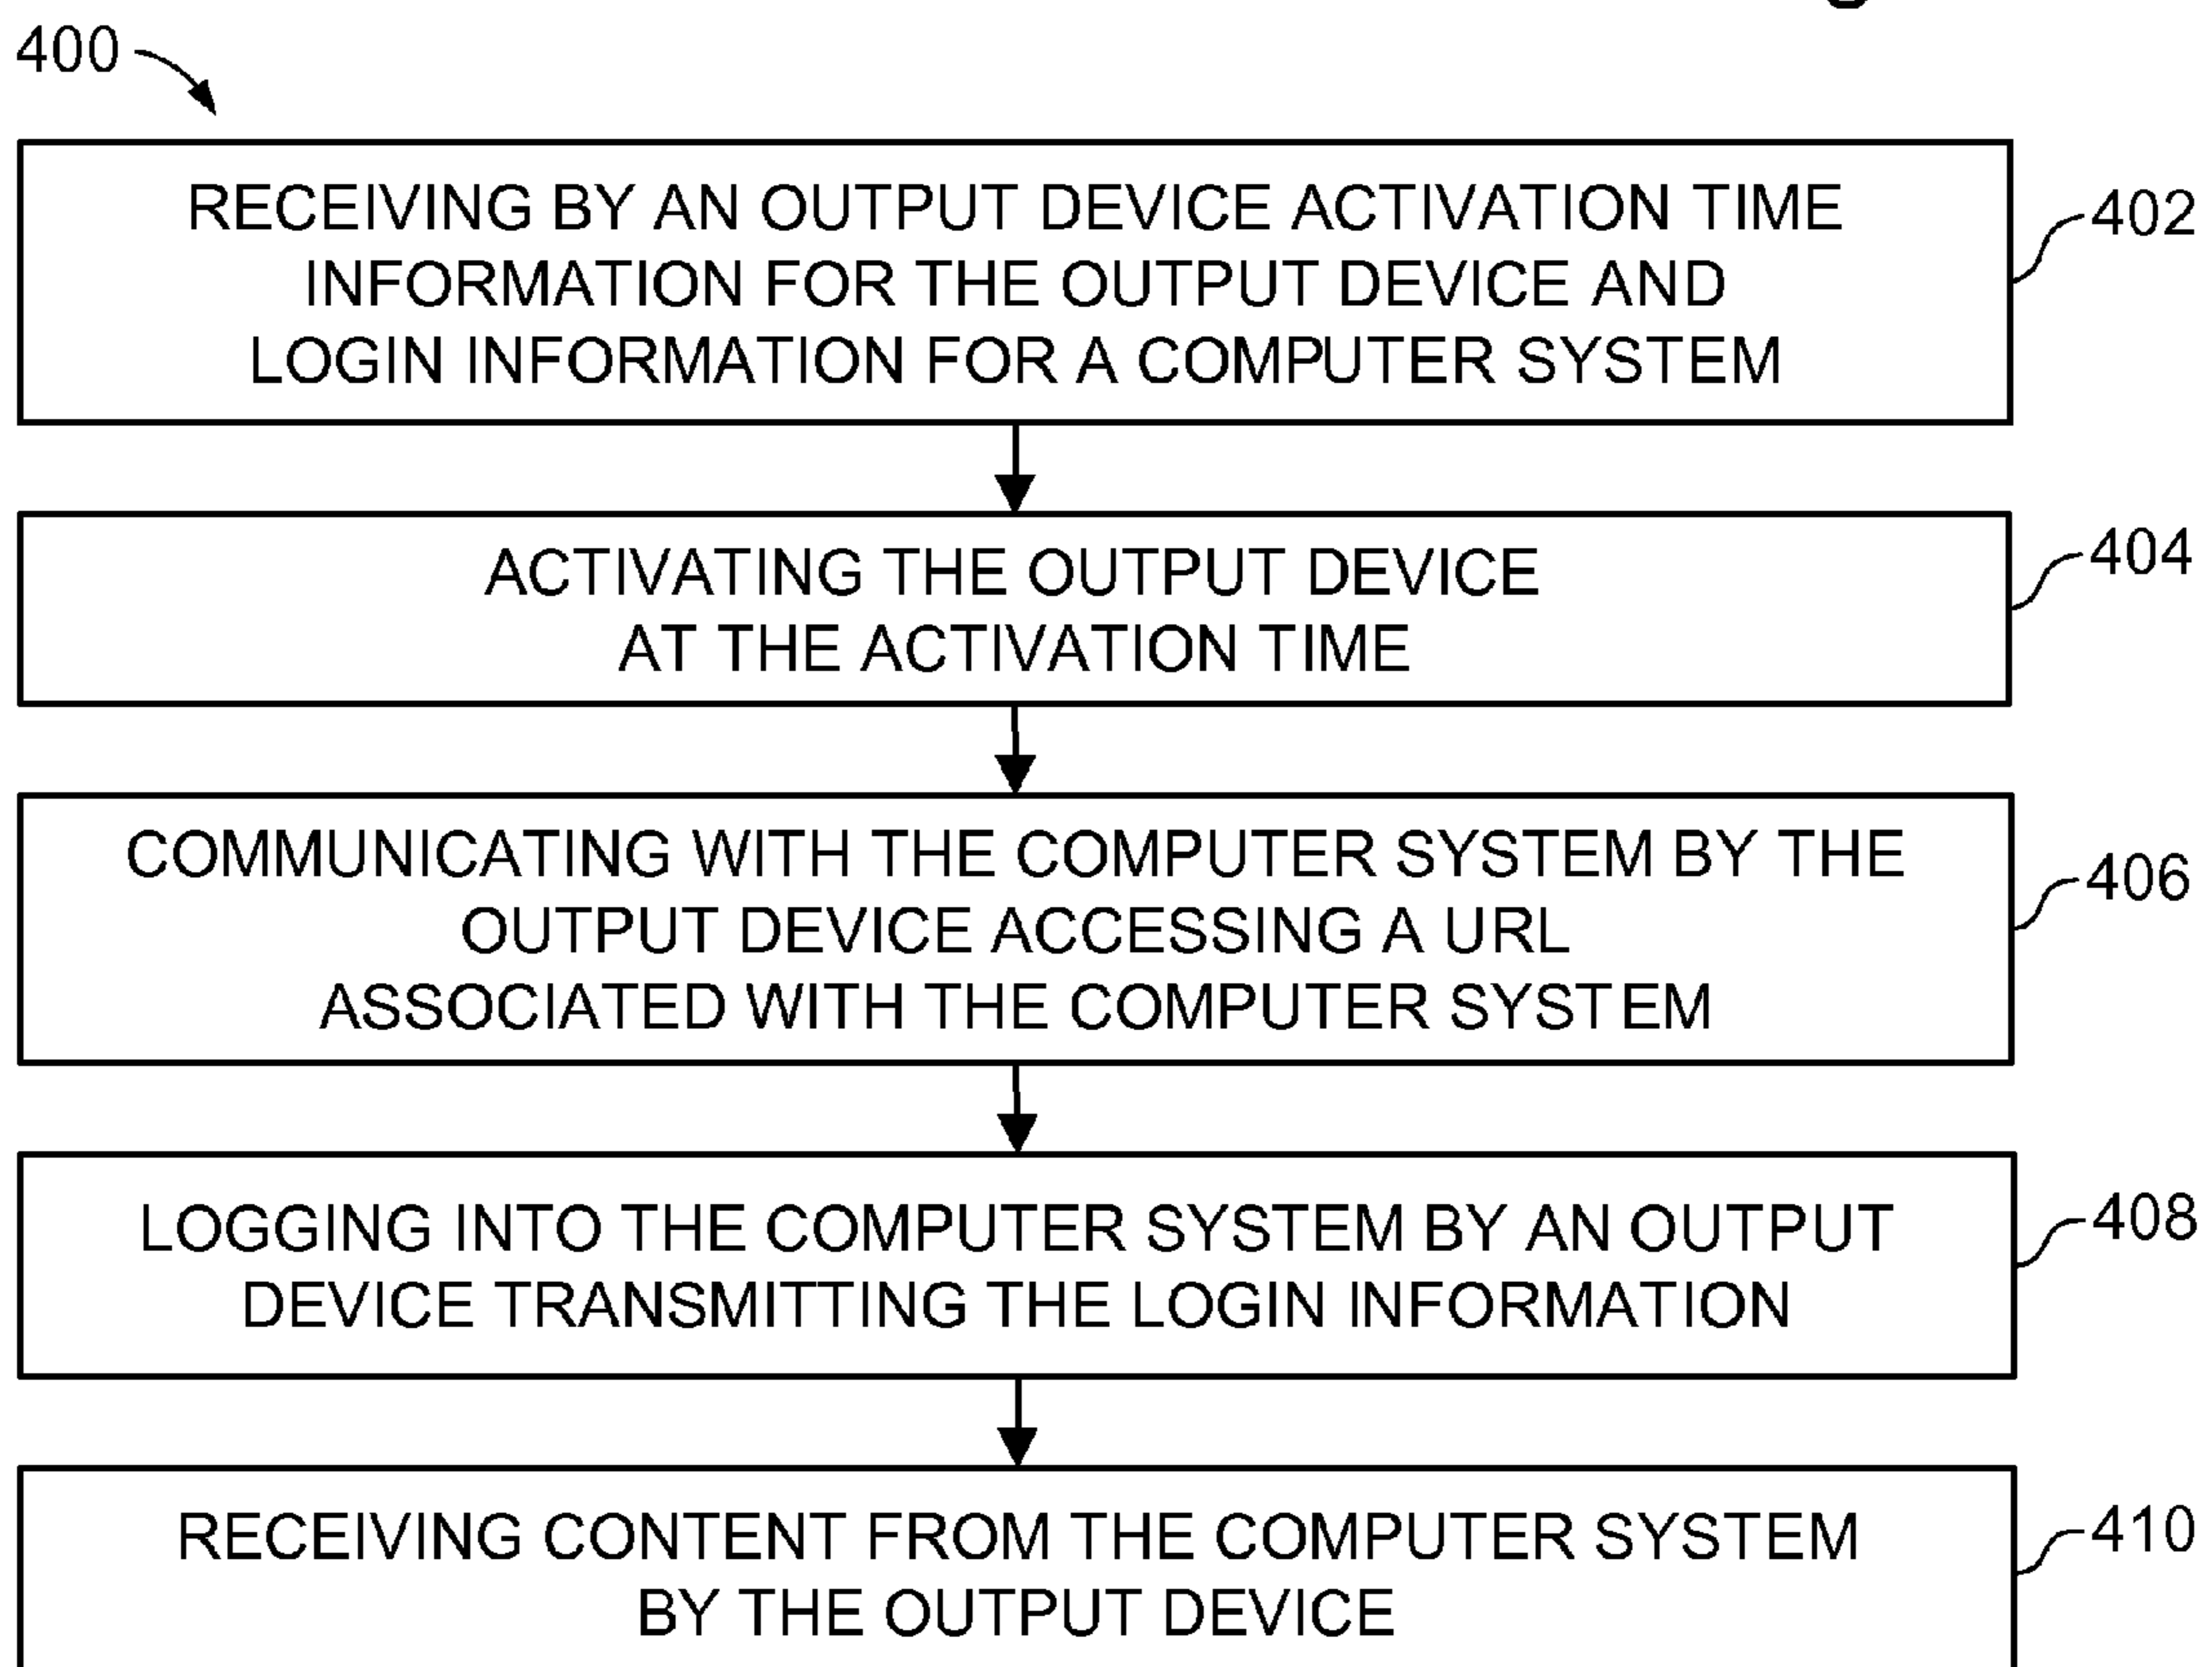 400
RECEIVING BY AN OUTPUT DEVICE ACTIVATION TIME
INFORMATION FOR THE OUTPUT DEVICE AND
LOGIN INFORMATION FOR A COMPUTER SYSTEM
402
ACTIVATING THE OUTPUT DEVICE
AT THE ACTIVATION TIME
404
COMMUNICATING WITH THE COMPUTER SYSTEM BY THE
OUTPUT DEVICE ACCESSING A URL
ASSOCIATED WITH THE COMPUTER SYSTEM
406
LOGGING INTO THE COMPUTER SYSTEM BY AN OUTPUT
DEVICE TRANSMITTING THE LOGIN INFORMATION
408
RECEIVING CONTENT FROM THE COMPUTER SYSTEM
BY THE OUTPUT DEVICE
410